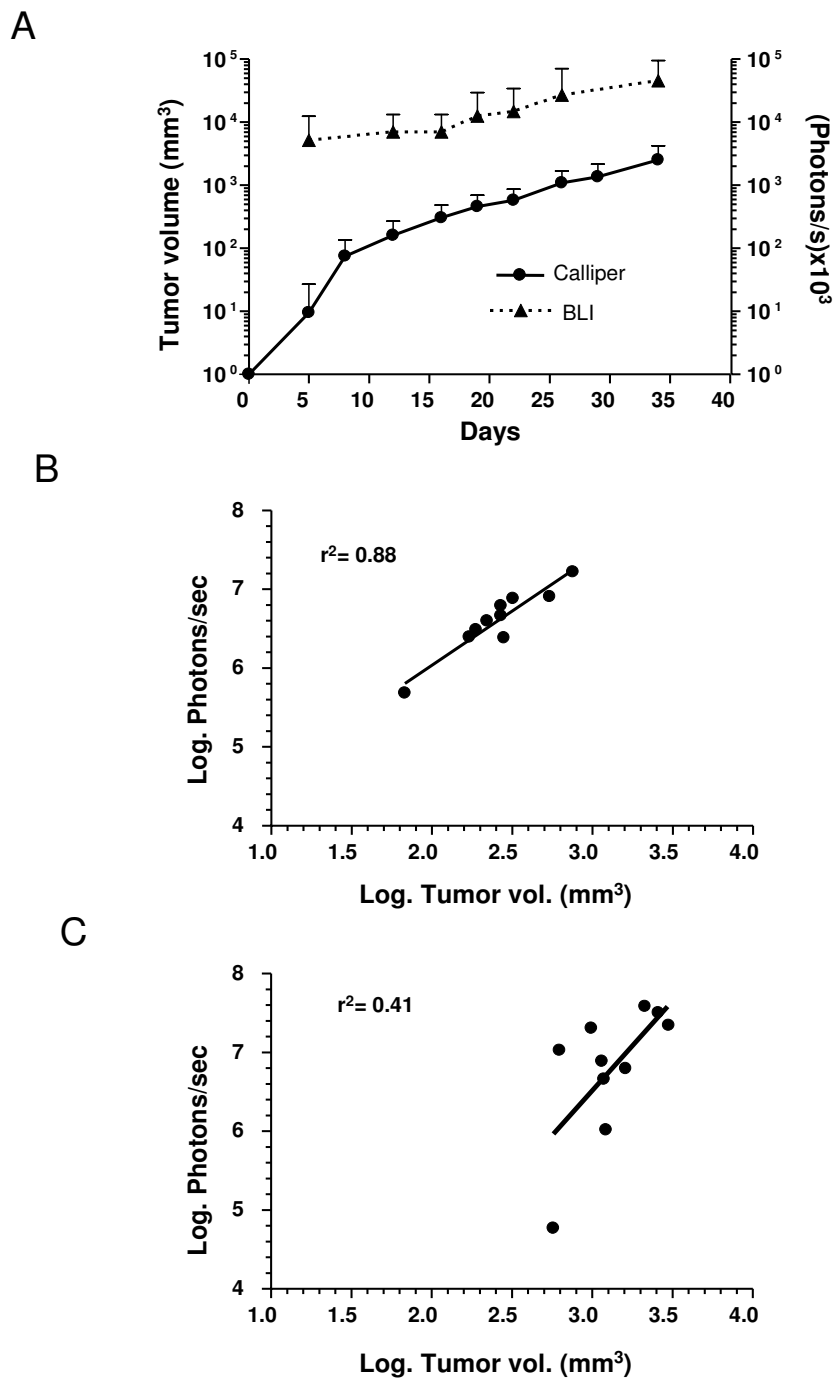 A
10⁵ 10⁵
10⁴ 10⁴
10³ 10³
10² 10²
10¹ 10¹
10⁰ 10⁰
Tumor volume (mm³)
(Photons/s)x10³
Calliper
BLI
0 5 10 15 20 25 30 35 40
Days
B
8
7
6
5
4
r²= 0.88
Log. Photons/sec
1.0 1.5 2.0 2.5 3.0 3.5 4.0
Log. Tumor vol. (mm³)
C
8
7
6
5
4
r²= 0.41
Log. Photons/sec
1.0 1.5 2.0 2.5 3.0 3.5 4.0
Log. Tumor vol. (mm³)